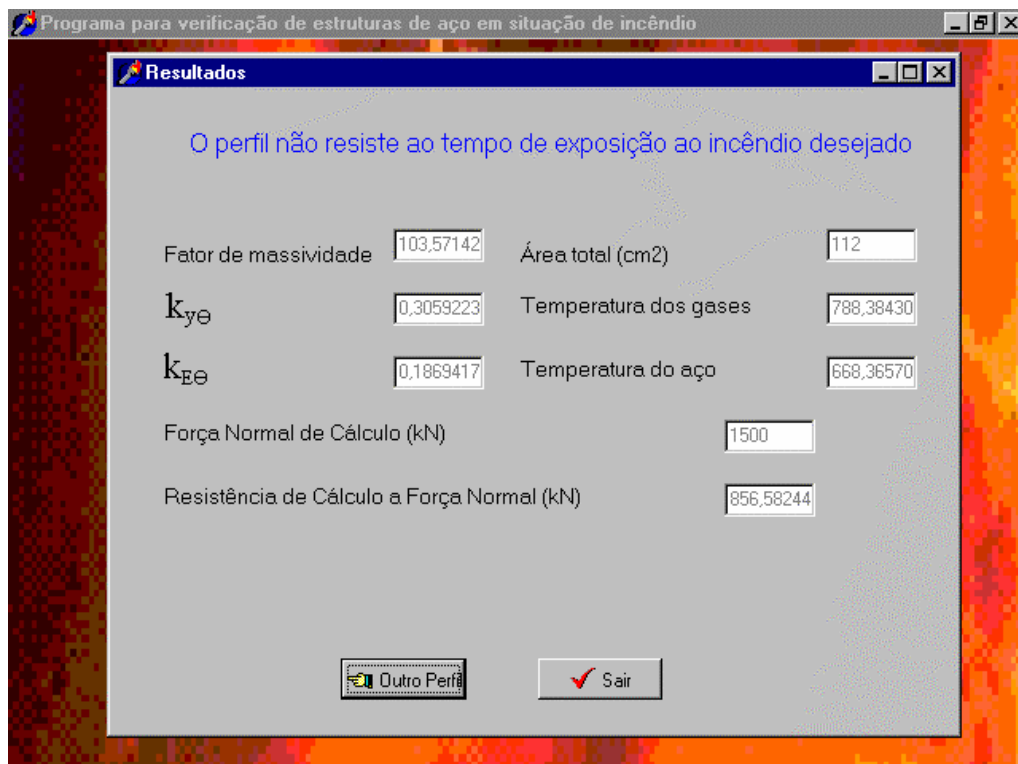 Programa para verificação de estruturas de aço em situação de incêndio
Resultados
O perfil não resiste ao tempo de exposição ao incêndio desejado
Fator de massividade 103,57142 Área total (cm2) 112
kyΘ 0,3059223 Temperatura dos gases 788,38430
kEΘ 0,1869417 Temperatura do aço 668,36570
Força Normal de Cálculo (kN) 1500
Resistência de Cálculo a Força Normal (kN) 856,58244
Outro Perfil Sair